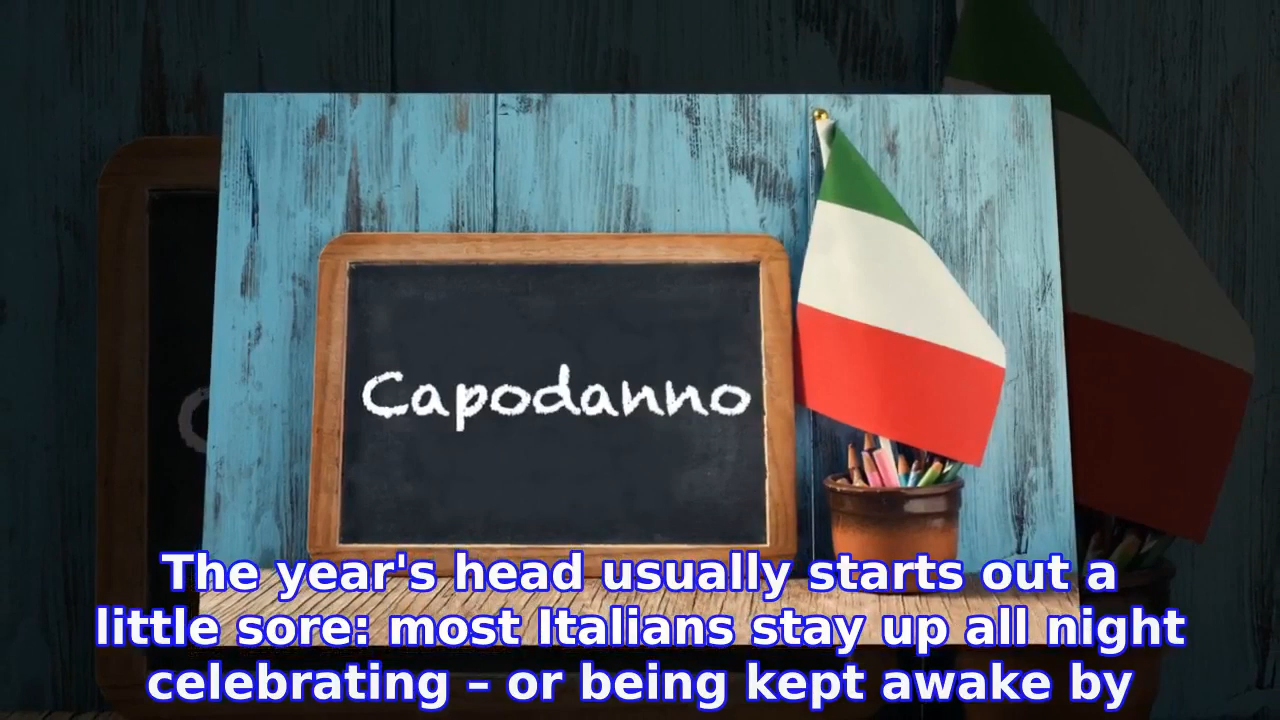 Capodanno
The year's head usually starts out a
little sore: most Italians stay up all night
celebrating – or being kept awake by